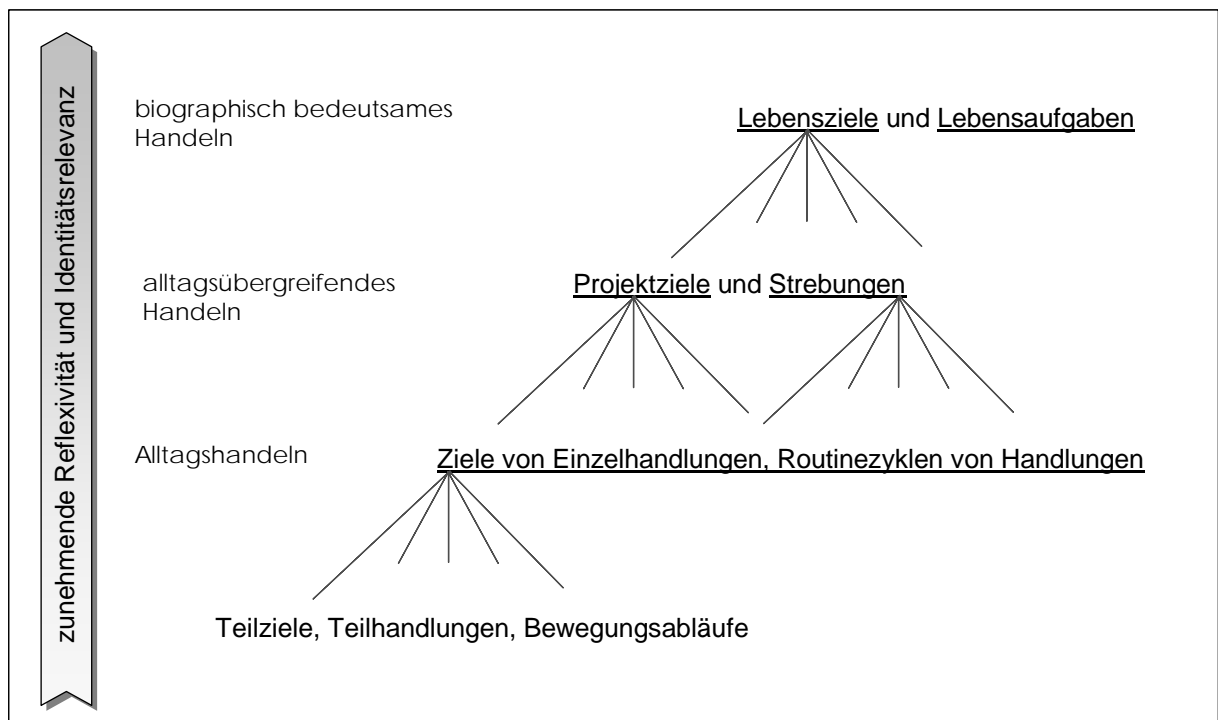 zunehmende Reflexivität und Identitätsrelevanz
biographisch bedeutsames
Handeln
Lebensziele und Lebensaufgaben
alltagsübergreifendes
Handeln
Projektziele und Strebungen
Alltagshandeln
Ziele von Einzelhandlungen, Routinezyklen von Handlungen
Teilziele, Teilhandlungen, Bewegungsabläufe